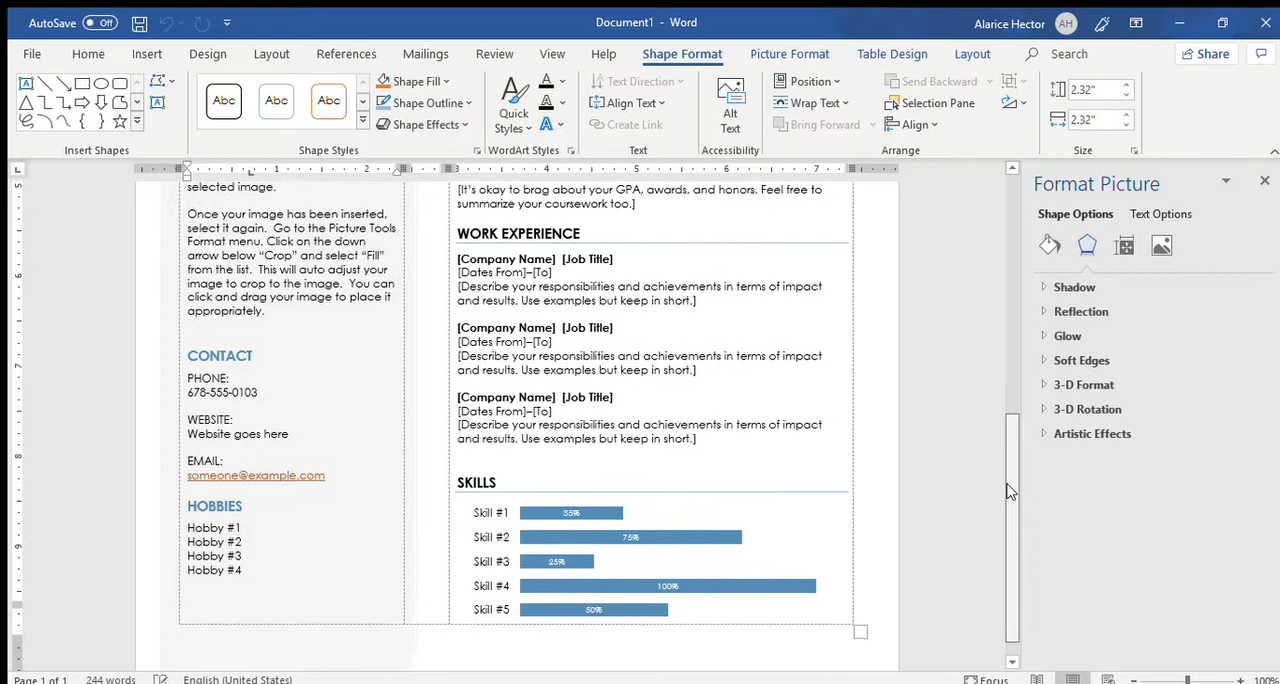 AutoSave Off
Document1 - Word
Alarice Hector AH
File Home Insert Design Layout References Mailings Review View Help Shape Format Picture Format Table Design Layout Search Share
Shape Fill
Shape Outline
Shape Effects
Abc Abc Abc
Quick
Styles
Text Direction
Align Text
Create Link
Alt
Text
Position
Wrap Text
Bring Forward
Send Backward
Selection Pane
Align
2.32"
2.32"
Insert Shapes Shape Styles WordArt Styles Text Accessibility Arrange Size
L 1 2 3 4 5 6 7
5
7
8
9
selected image.
Once your image has been inserted,
select it again. Go to the Picture Tools
Format menu. Click on the down
arrow below “Crop” and select “Fill”
from the list. This will auto adjust your
image to crop to the image. You can
click and drag your image to place it
appropriately.
CONTACT
PHONE:
678-555-0103
WEBSITE:
Website goes here
EMAIL:
someone@example.com
HOBBIES
Hobby #1
Hobby #2
Hobby #3
Hobby #4
[It’s okay to brag about your GPA, awards, and honors. Feel free to
summarize your coursework too.]
WORK EXPERIENCE
[Company Name] [Job Title]
[Dates From]–[To]
[Describe your responsibilities and achievements in terms of impact
and results. Use examples but keep in short.]
[Company Name] [Job Title]
[Dates From]–[To]
[Describe your responsibilities and achievements in terms of impact
and results. Use examples but keep in short.]
[Company Name] [Job Title]
[Dates From]–[To]
[Describe your responsibilities and achievements in terms of impact
and results. Use examples but keep in short.]
SKILLS
Skill #1 35%
Skill #2 75%
Skill #3 25%
Skill #4 100%
Skill #5 50%
Format Picture
Shape Options Text Options
Shadow
Reflection
Glow
Soft Edges
3-D Format
3-D Rotation
Artistic Effects
Page 1 of 1 244 words English (United States) Focus 100%